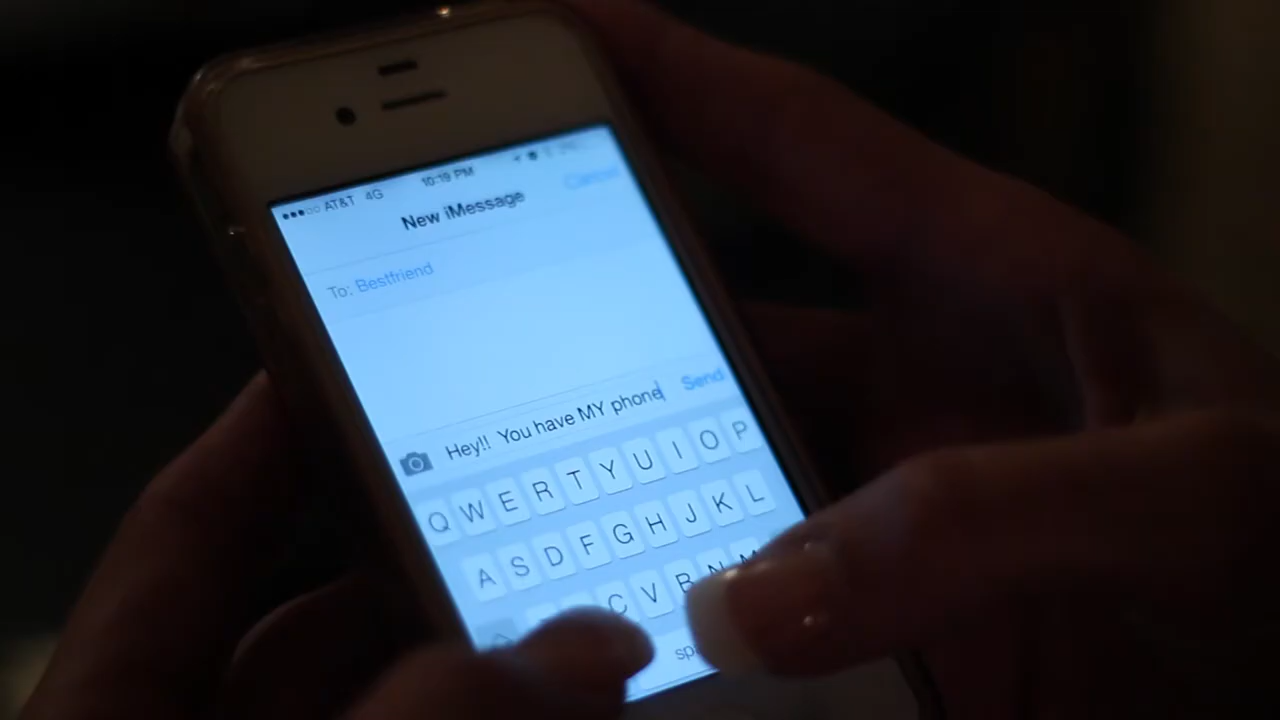 AT&T 4G 10:19 PM
New iMessage Cancel
To: Bestfriend
Hey!! You have MY phone Send
Q W E R T Y U I O P
A S D F G H J K L
C V B N M